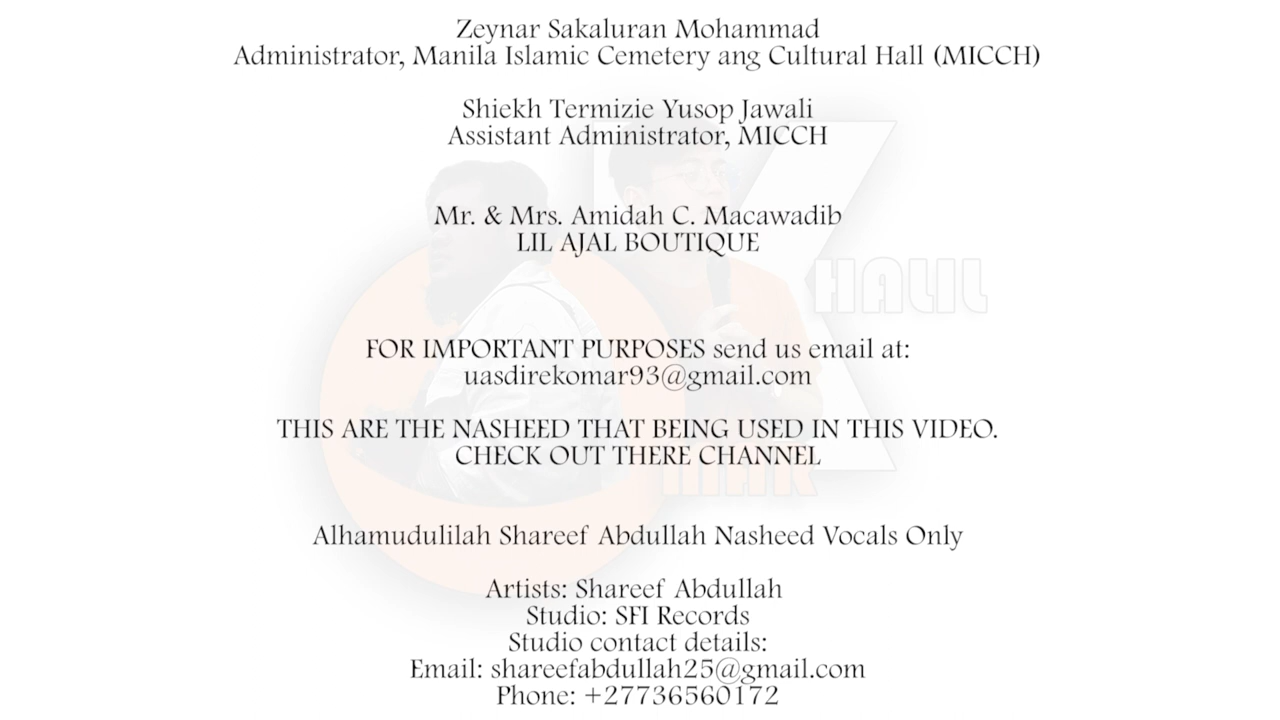 Zeynar Sakaluran Mohammad
Administrator, Manila Islamic Cemetery ang Cultural Hall (MICCH)
Shiekh Termizie Yusop Jawali
Assistant Administrator, MICCH
Mr. & Mrs. Amidah C. Macawadib
LIL AJAL BOUTIQUE
HALIL
FOR IMPORTANT PURPOSES send us email at:
uasdirekomar93@gmail.com
THIS ARE THE NASHEED THAT BEING USED IN THIS VIDEO.
CHECK OUT THERE CHANNEL
MAR
Alhamudulilah Shareef Abdullah Nasheed Vocals Only
Artists: Shareef Abdullah
Studio: SFI Records
Studio contact details:
Email: shareefabdullah25@gmail.com
Phone: +27736560172